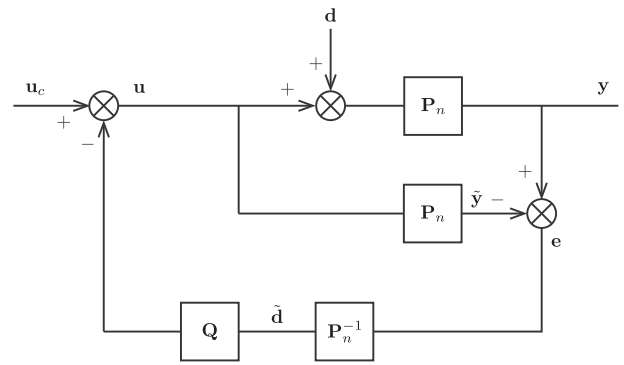 d
+
u_c
u
+
P_n
y
+
−
+
P_n
ỹ
−
e
Q
d̃
P_n^{-1}